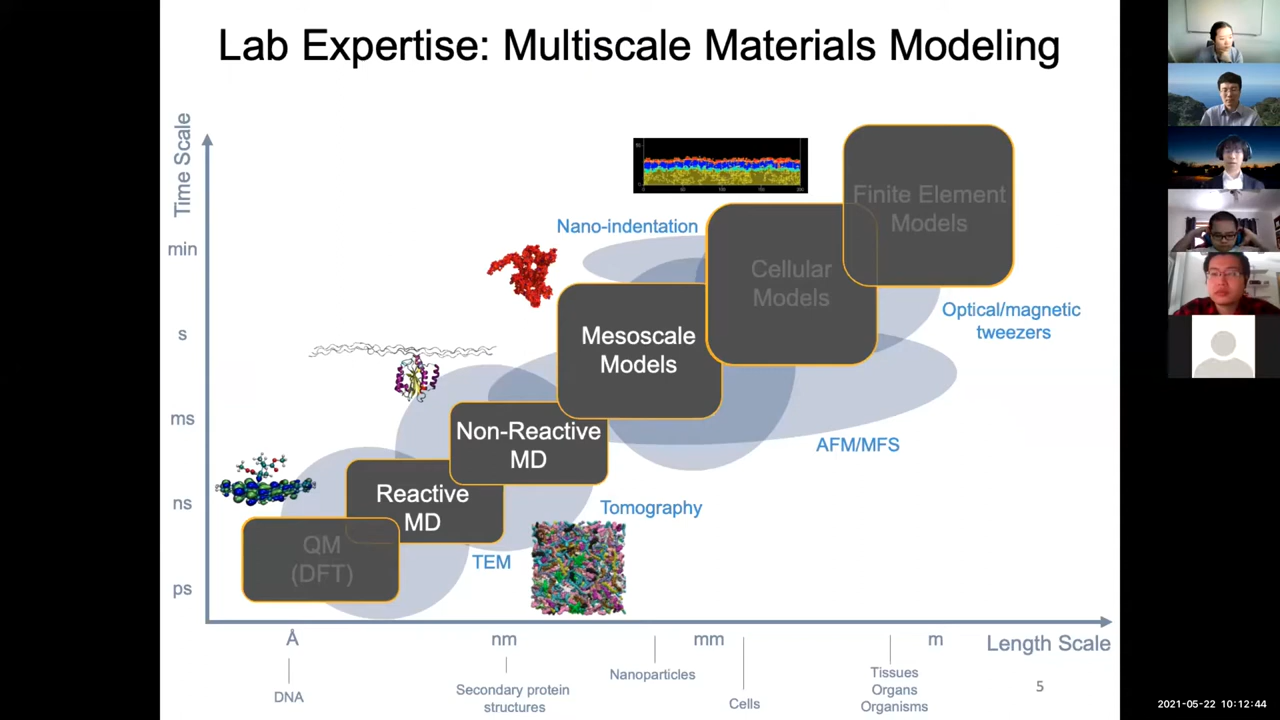 Lab Expertise: Multiscale Materials Modeling
Time Scale
min
s
ms
ns
ps
Finite Element
Models
Nano-indentation
Cellular
Models
Optical/magnetic
tweezers
Mesoscale
Models
Non-Reactive
MD
AFM/MFS
Reactive
MD
Tomography
QM
(DFT)
TEM
Å
nm
mm
m
Length Scale
DNA
Secondary protein
structures
Nanoparticles
Cells
Tissues
Organs
Organisms
5
2021-05-22 10:12:44